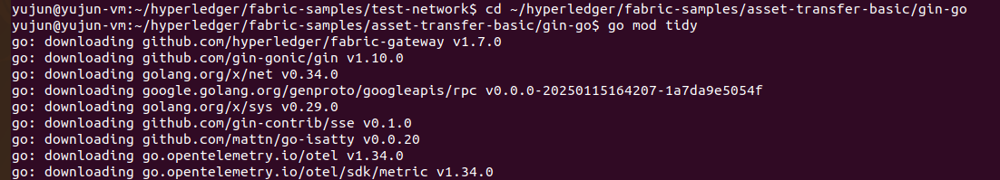 yujun@yujun-vm:~/hyperledger/fabric-samples/test-network$ cd ~/hyperledger/fabric-samples/asset-transfer-basic/gin-go
yujun@yujun-vm:~/hyperledger/fabric-samples/asset-transfer-basic/gin-go$ go mod tidy
go: downloading github.com/hyperledger/fabric-gateway v1.7.0
go: downloading github.com/gin-gonic/gin v1.10.0
go: downloading golang.org/x/net v0.34.0
go: downloading google.golang.org/genproto/googleapis/rpc v0.0.0-20250115164207-1a7da9e5054f
go: downloading golang.org/x/sys v0.29.0
go: downloading github.com/gin-contrib/sse v0.1.0
go: downloading github.com/mattn/go-isatty v0.0.20
go: downloading go.opentelemetry.io/otel v1.34.0
go: downloading go.opentelemetry.io/otel/sdk/metric v1.34.0